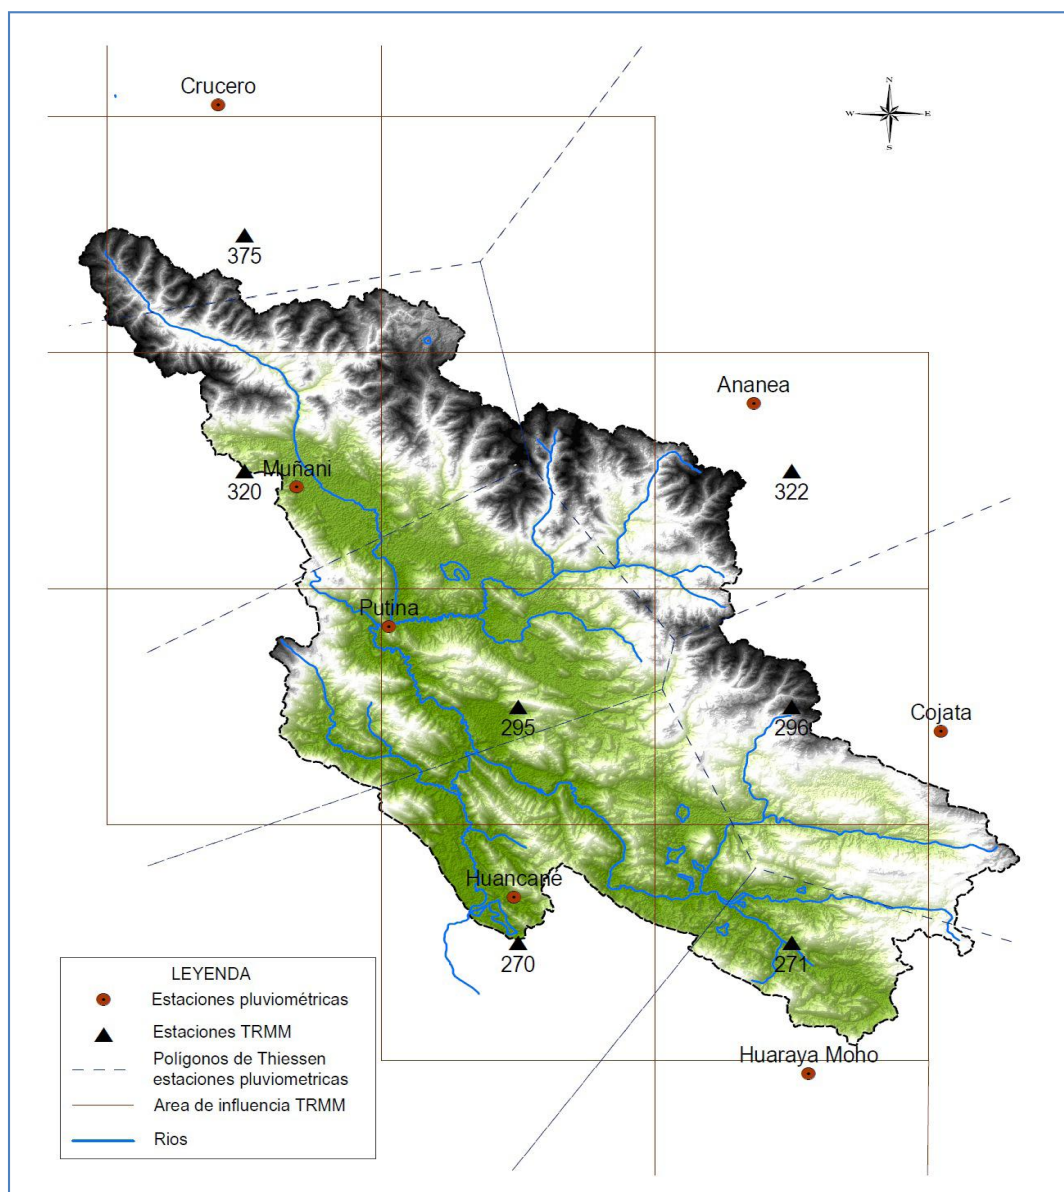 Crucero
N
W
E
S
375
Ananea
Muñani
320
322
Putina
295
296
Cojata
Huancané
270
271
LEYENDA
Estaciones pluviométricas
Estaciones TRMM
Poligonos de Thiessen
estaciones pluviometricas
Area de influencia TRMM
Rios
Huaraya Moho